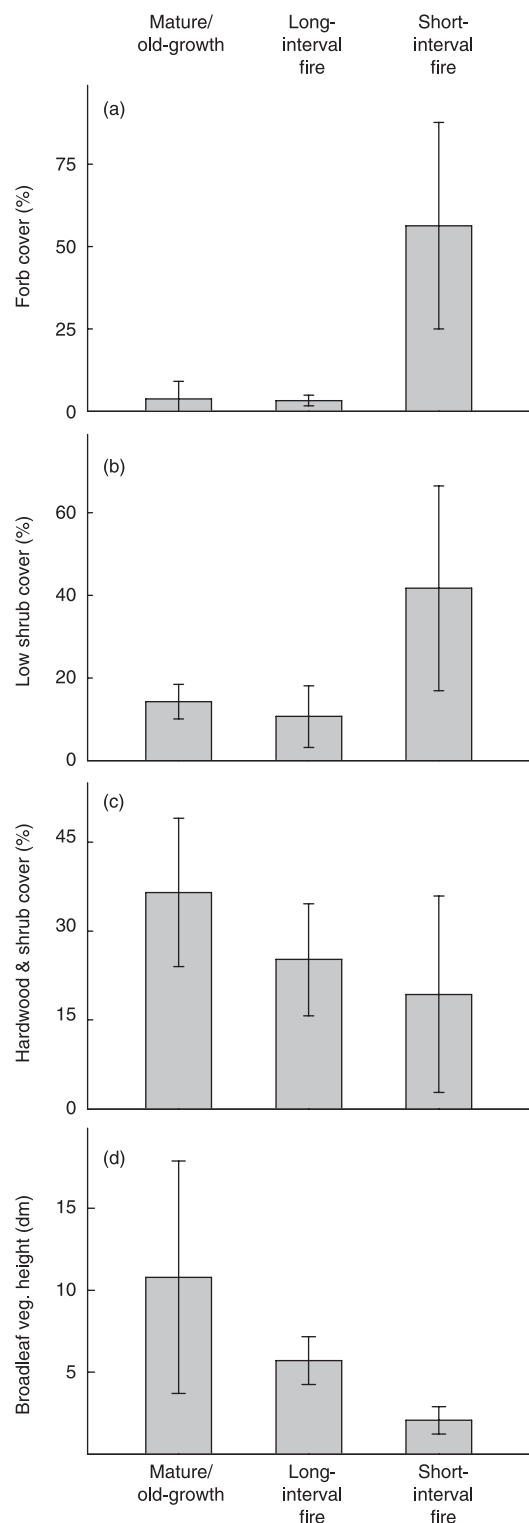 Mature/
old-growth
Long-
interval
fire
Short-
interval
fire
(a)
Forb cover (%)
75
50
25
0
(b)
Low shrub cover (%)
60
40
20
0
(c)
Hardwood & shrub cover (%)
45
30
15
0
(d)
Broadleaf veg. height (dm)
15
10
5
Mature/
old-growth
Long-
interval
fire
Short-
interval
fire